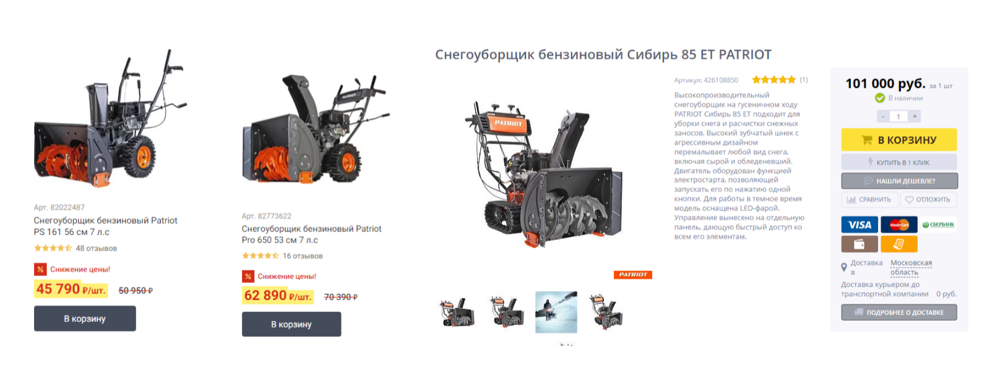 Арт. 82022487
Снегоуборщик бензиновый Patriot
PS 161 56 см 7 л.с
48 отзывов
% Снижение цены!
45 790 ₽/шт. 50 950 ₽
В корзину
PATRIOT
Арт. 82773622
Снегоуборщик бензиновый Patriot
Pro 650 53 см 7 л.с
16 отзывов
% Снижение цены!
62 890 ₽/шт. 70 390 ₽
В корзину
Снегоуборщик бензиновый Сибирь 85 ET PATRIOT
PATRIOT
PATRIOT
Артикул: 426108850 (1)
Высокопроизводительный
снегоуборщик на гусеничном ходу
PATRIOT Сибирь 85 ET подходит для
уборки снега и расчистки снежных
заносов. Высокий зубчатый шнек с
агрессивным дизайном
перемалывает любой вид снега,
включая сырой и обледеневший.
Двигатель оборудован функцией
электростарта, позволяющей
запускать его по нажатию одной
кнопки. Для работы в темное время
модель оснащена LED-фарой.
Управление вынесено на отдельную
панель, дающую быстрый доступ ко
всем его элементам.
101 000 руб. за 1 шт
В наличии
- 1 +
В КОРЗИНУ
КУПИТЬ В 1 КЛИК
НАШЛИ ДЕШЕВЛЕ?
СРАВНИТЬ ОТЛОЖИТЬ
VISA MasterCard СБЕРБАНК
Доставка Московская
в область
Доставка курьером до
транспортной компании 0 руб.
ПОДРОБНЕЕ О ДОСТАВКЕ